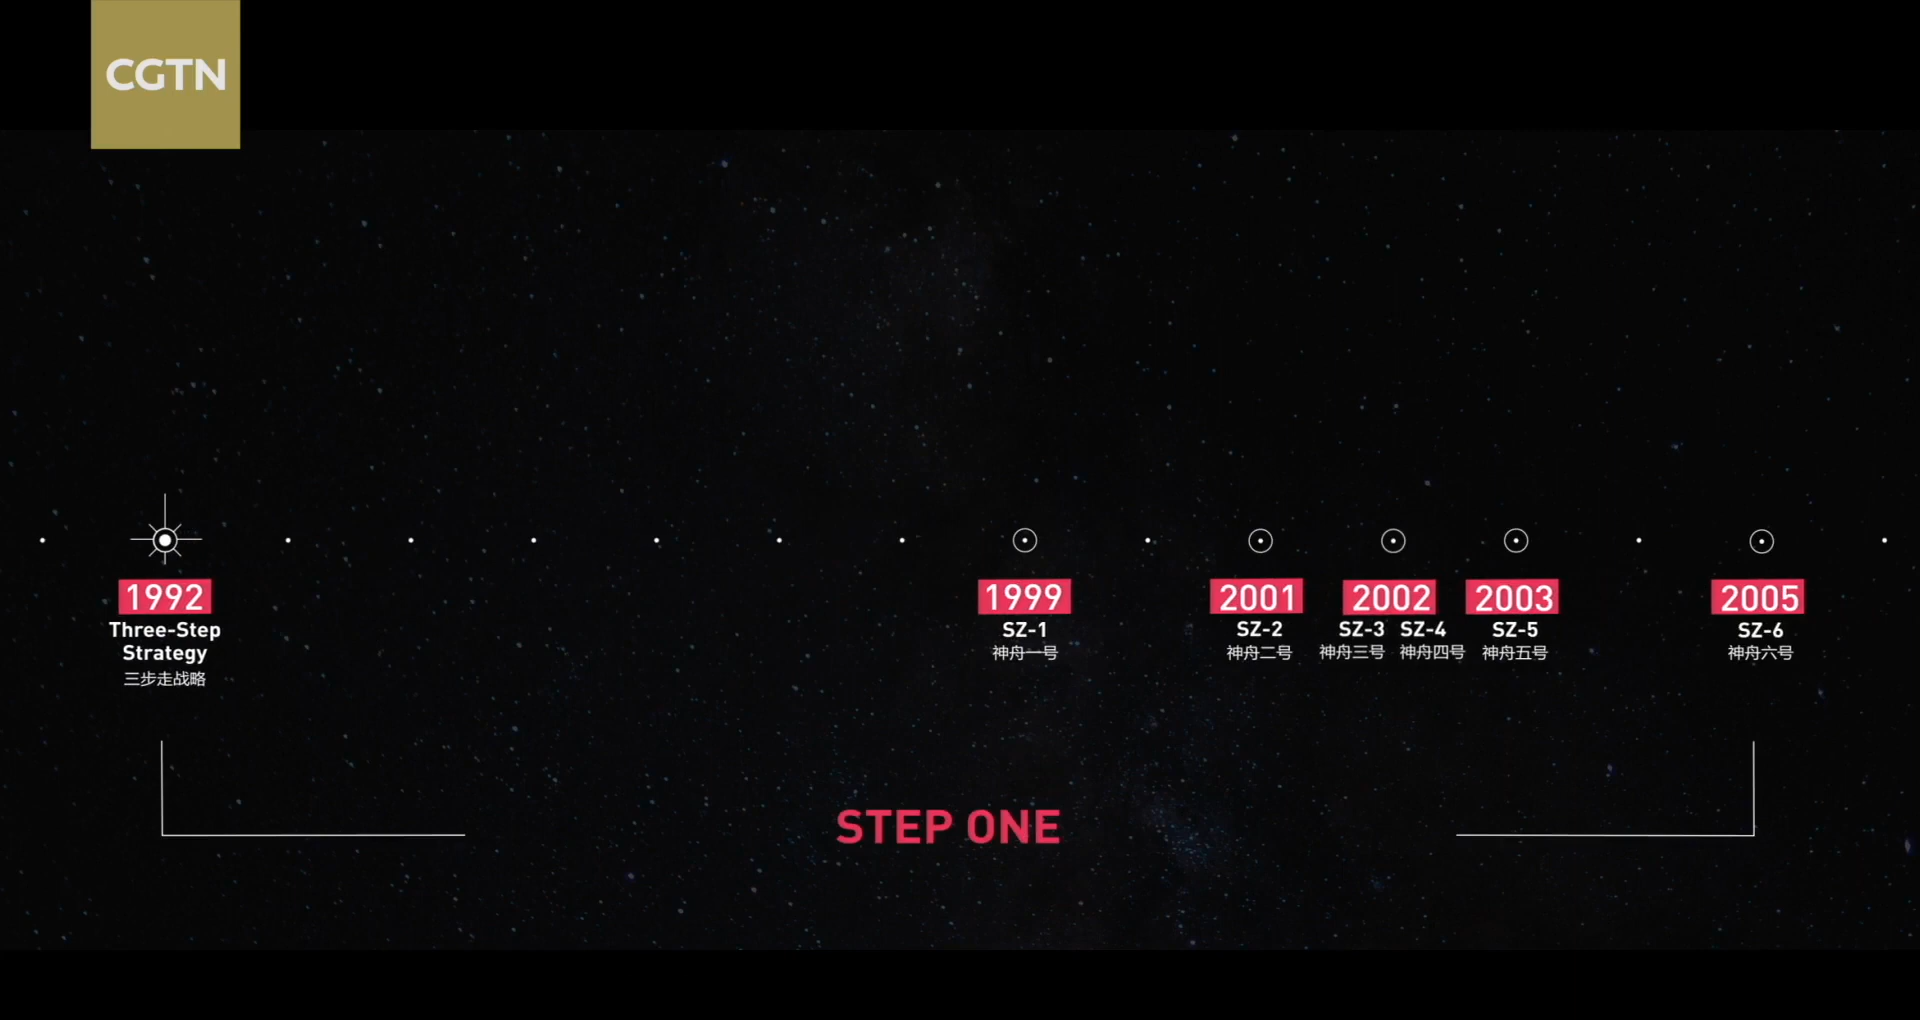 CGTN
1992
Three-Step
Strategy
三步走战略
1999
SZ-1
神舟一号
2001
SZ-2
神舟二号
2002
SZ-3 SZ-4
神舟三号 神舟四号
2003
SZ-5
神舟五号
2005
SZ-6
神舟六号
STEP ONE